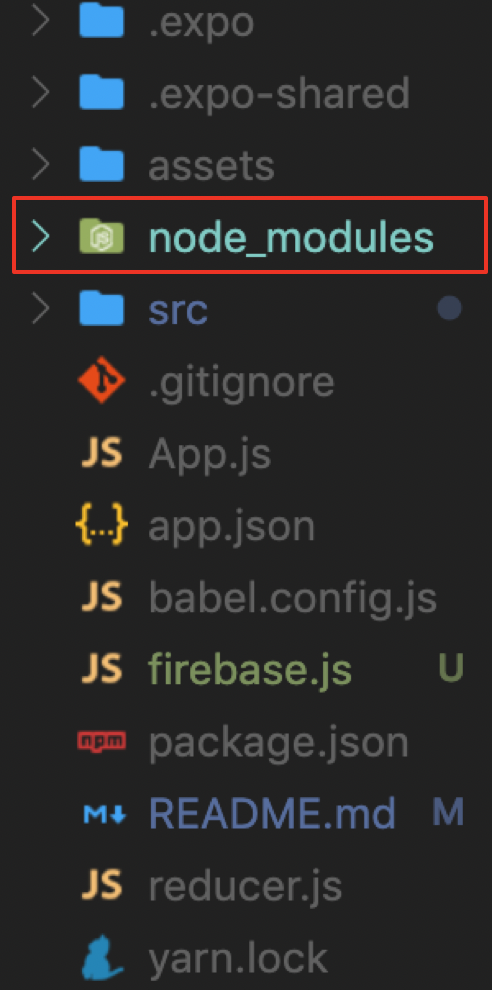 .expo
.expo-shared
assets
node_modules
src
.gitignore
JS App.js
{...} app.json
JS babel.config.js
JS firebase.js U
npm package.json
M README.md M
JS reducer.js
yarn.lock